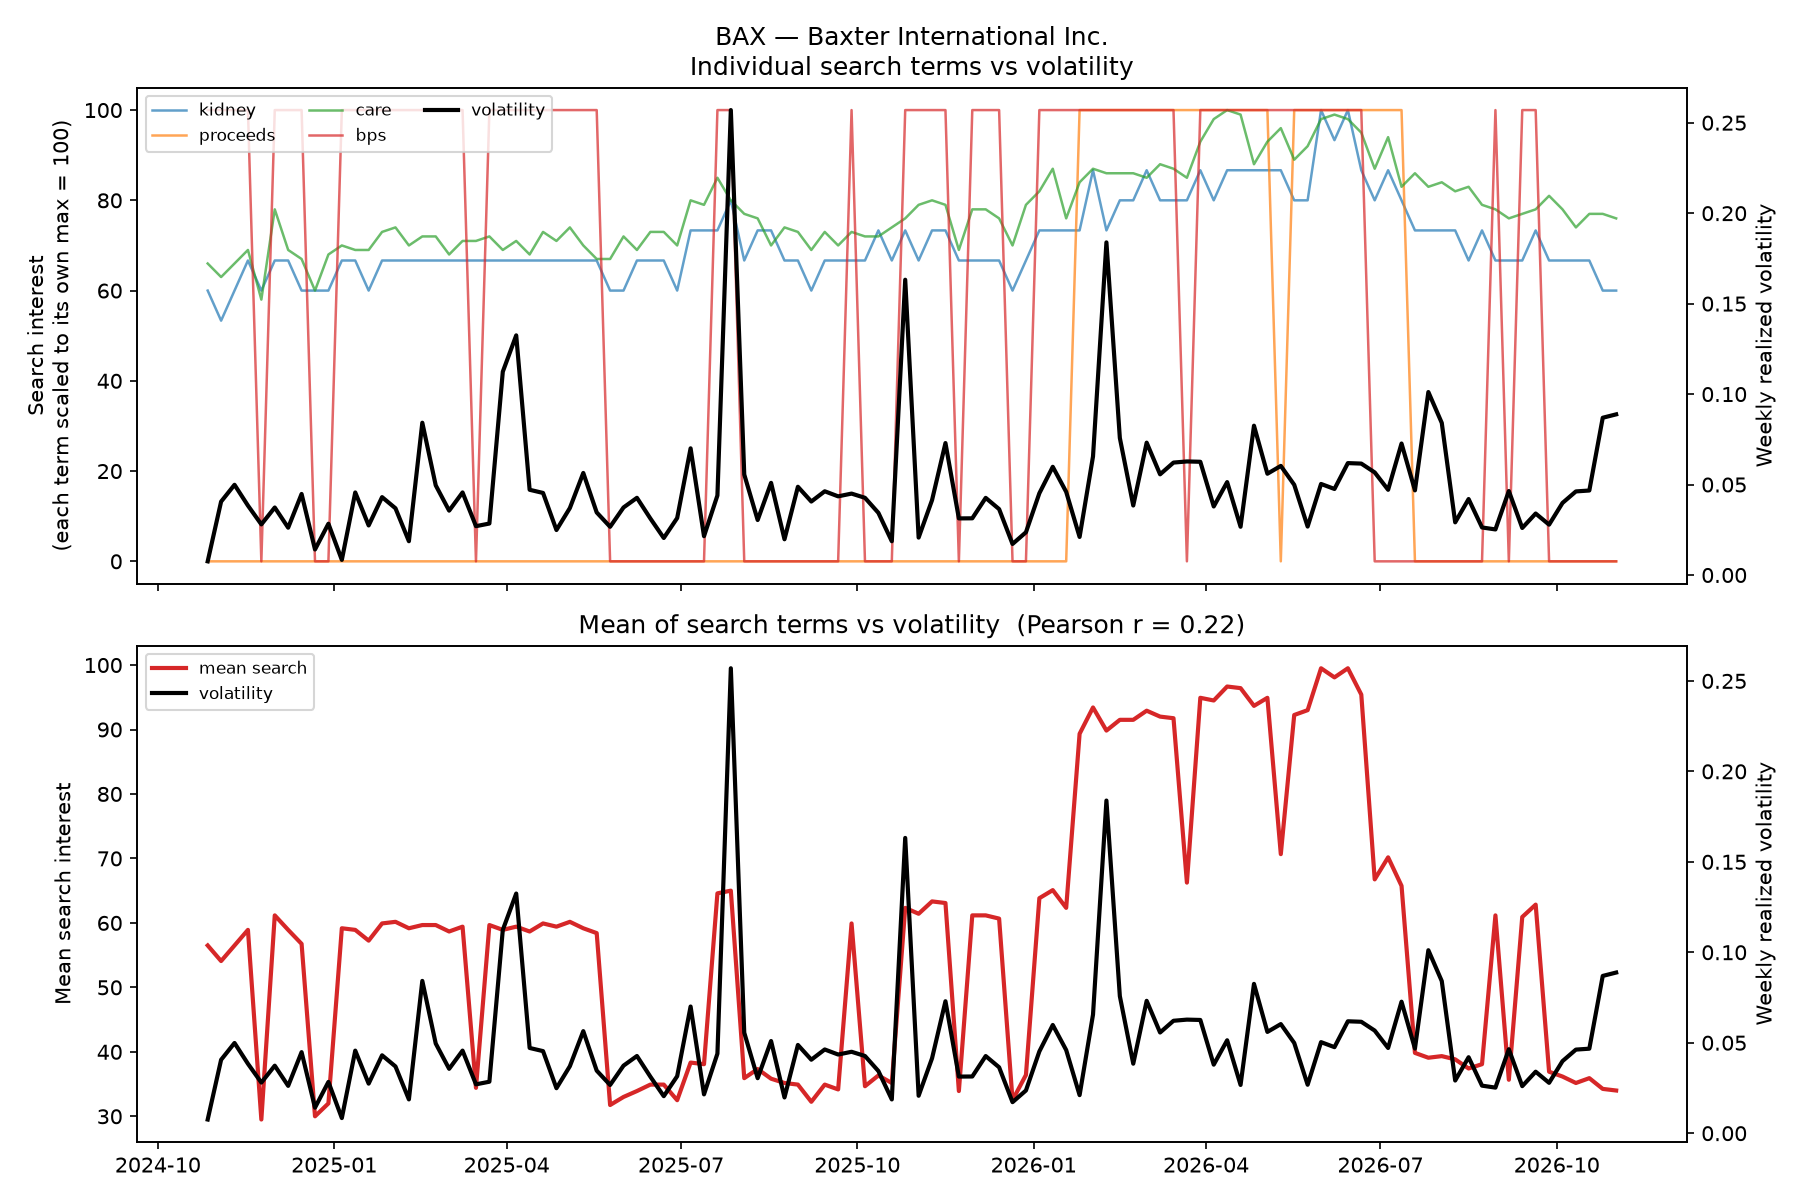 BAX — Baxter International Inc.
Individual search terms vs volatility
kidney
proceeds
care
bps
volatility
Search interest
(each term scaled to its own max = 100)
100
80
60
40
20
0
Weekly realized volatility
0.25
0.20
0.15
0.10
0.05
0.00
Mean of search terms vs volatility (Pearson r = 0.22)
mean search
volatility
Mean search interest
100
90
80
70
60
50
40
30
Weekly realized volatility
0.25
0.20
0.15
0.10
0.05
0.00
2024-10
2025-01
2025-04
2025-07
2025-10
2026-01
2026-04
2026-07
2026-10